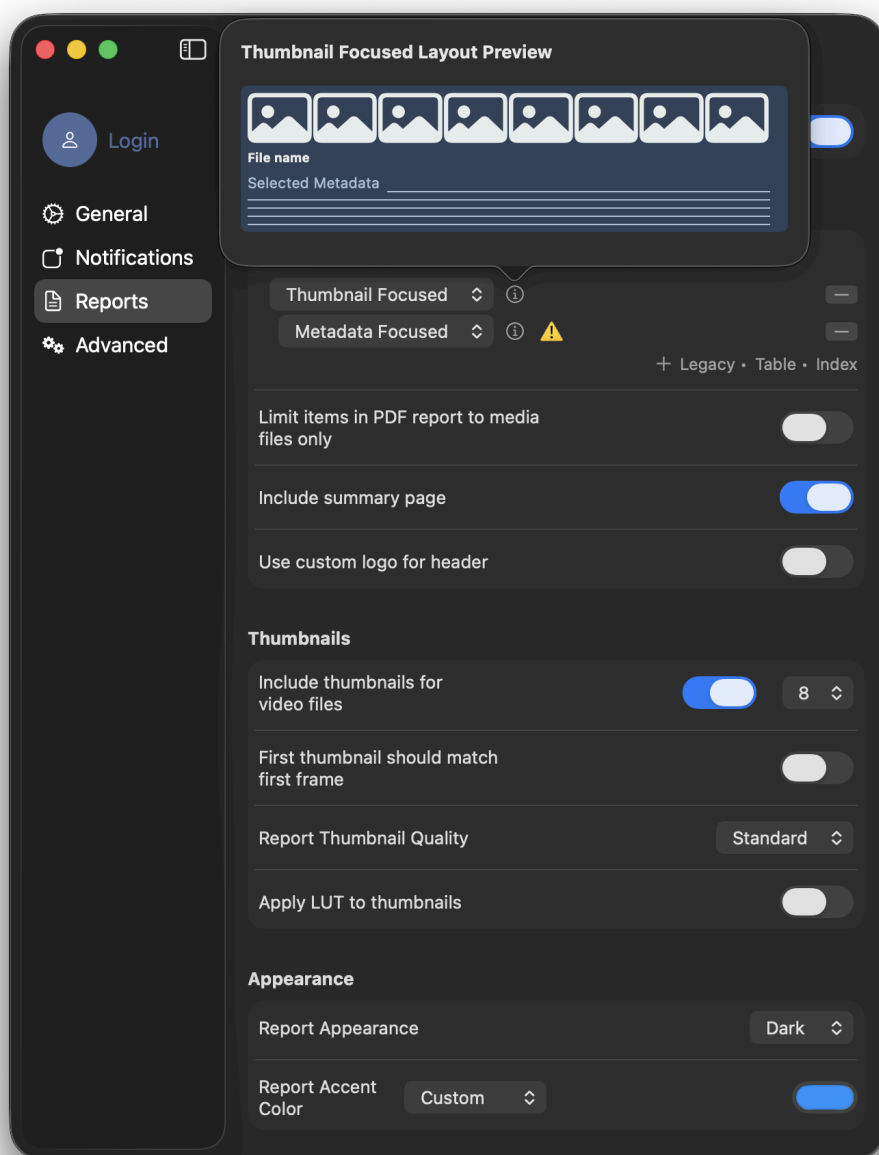 Thumbnail Focused Layout Preview
File name
Selected Metadata
Login
General
Notifications
Reports
Advanced
Thumbnail Focused
Metadata Focused
+ Legacy • Table • Index
Limit items in PDF report to media
files only
Include summary page
Use custom logo for header
Thumbnails
Include thumbnails for
video files
8
First thumbnail should match
first frame
Report Thumbnail Quality
Standard
Apply LUT to thumbnails
Appearance
Report Appearance
Dark
Report Accent
Color
Custom